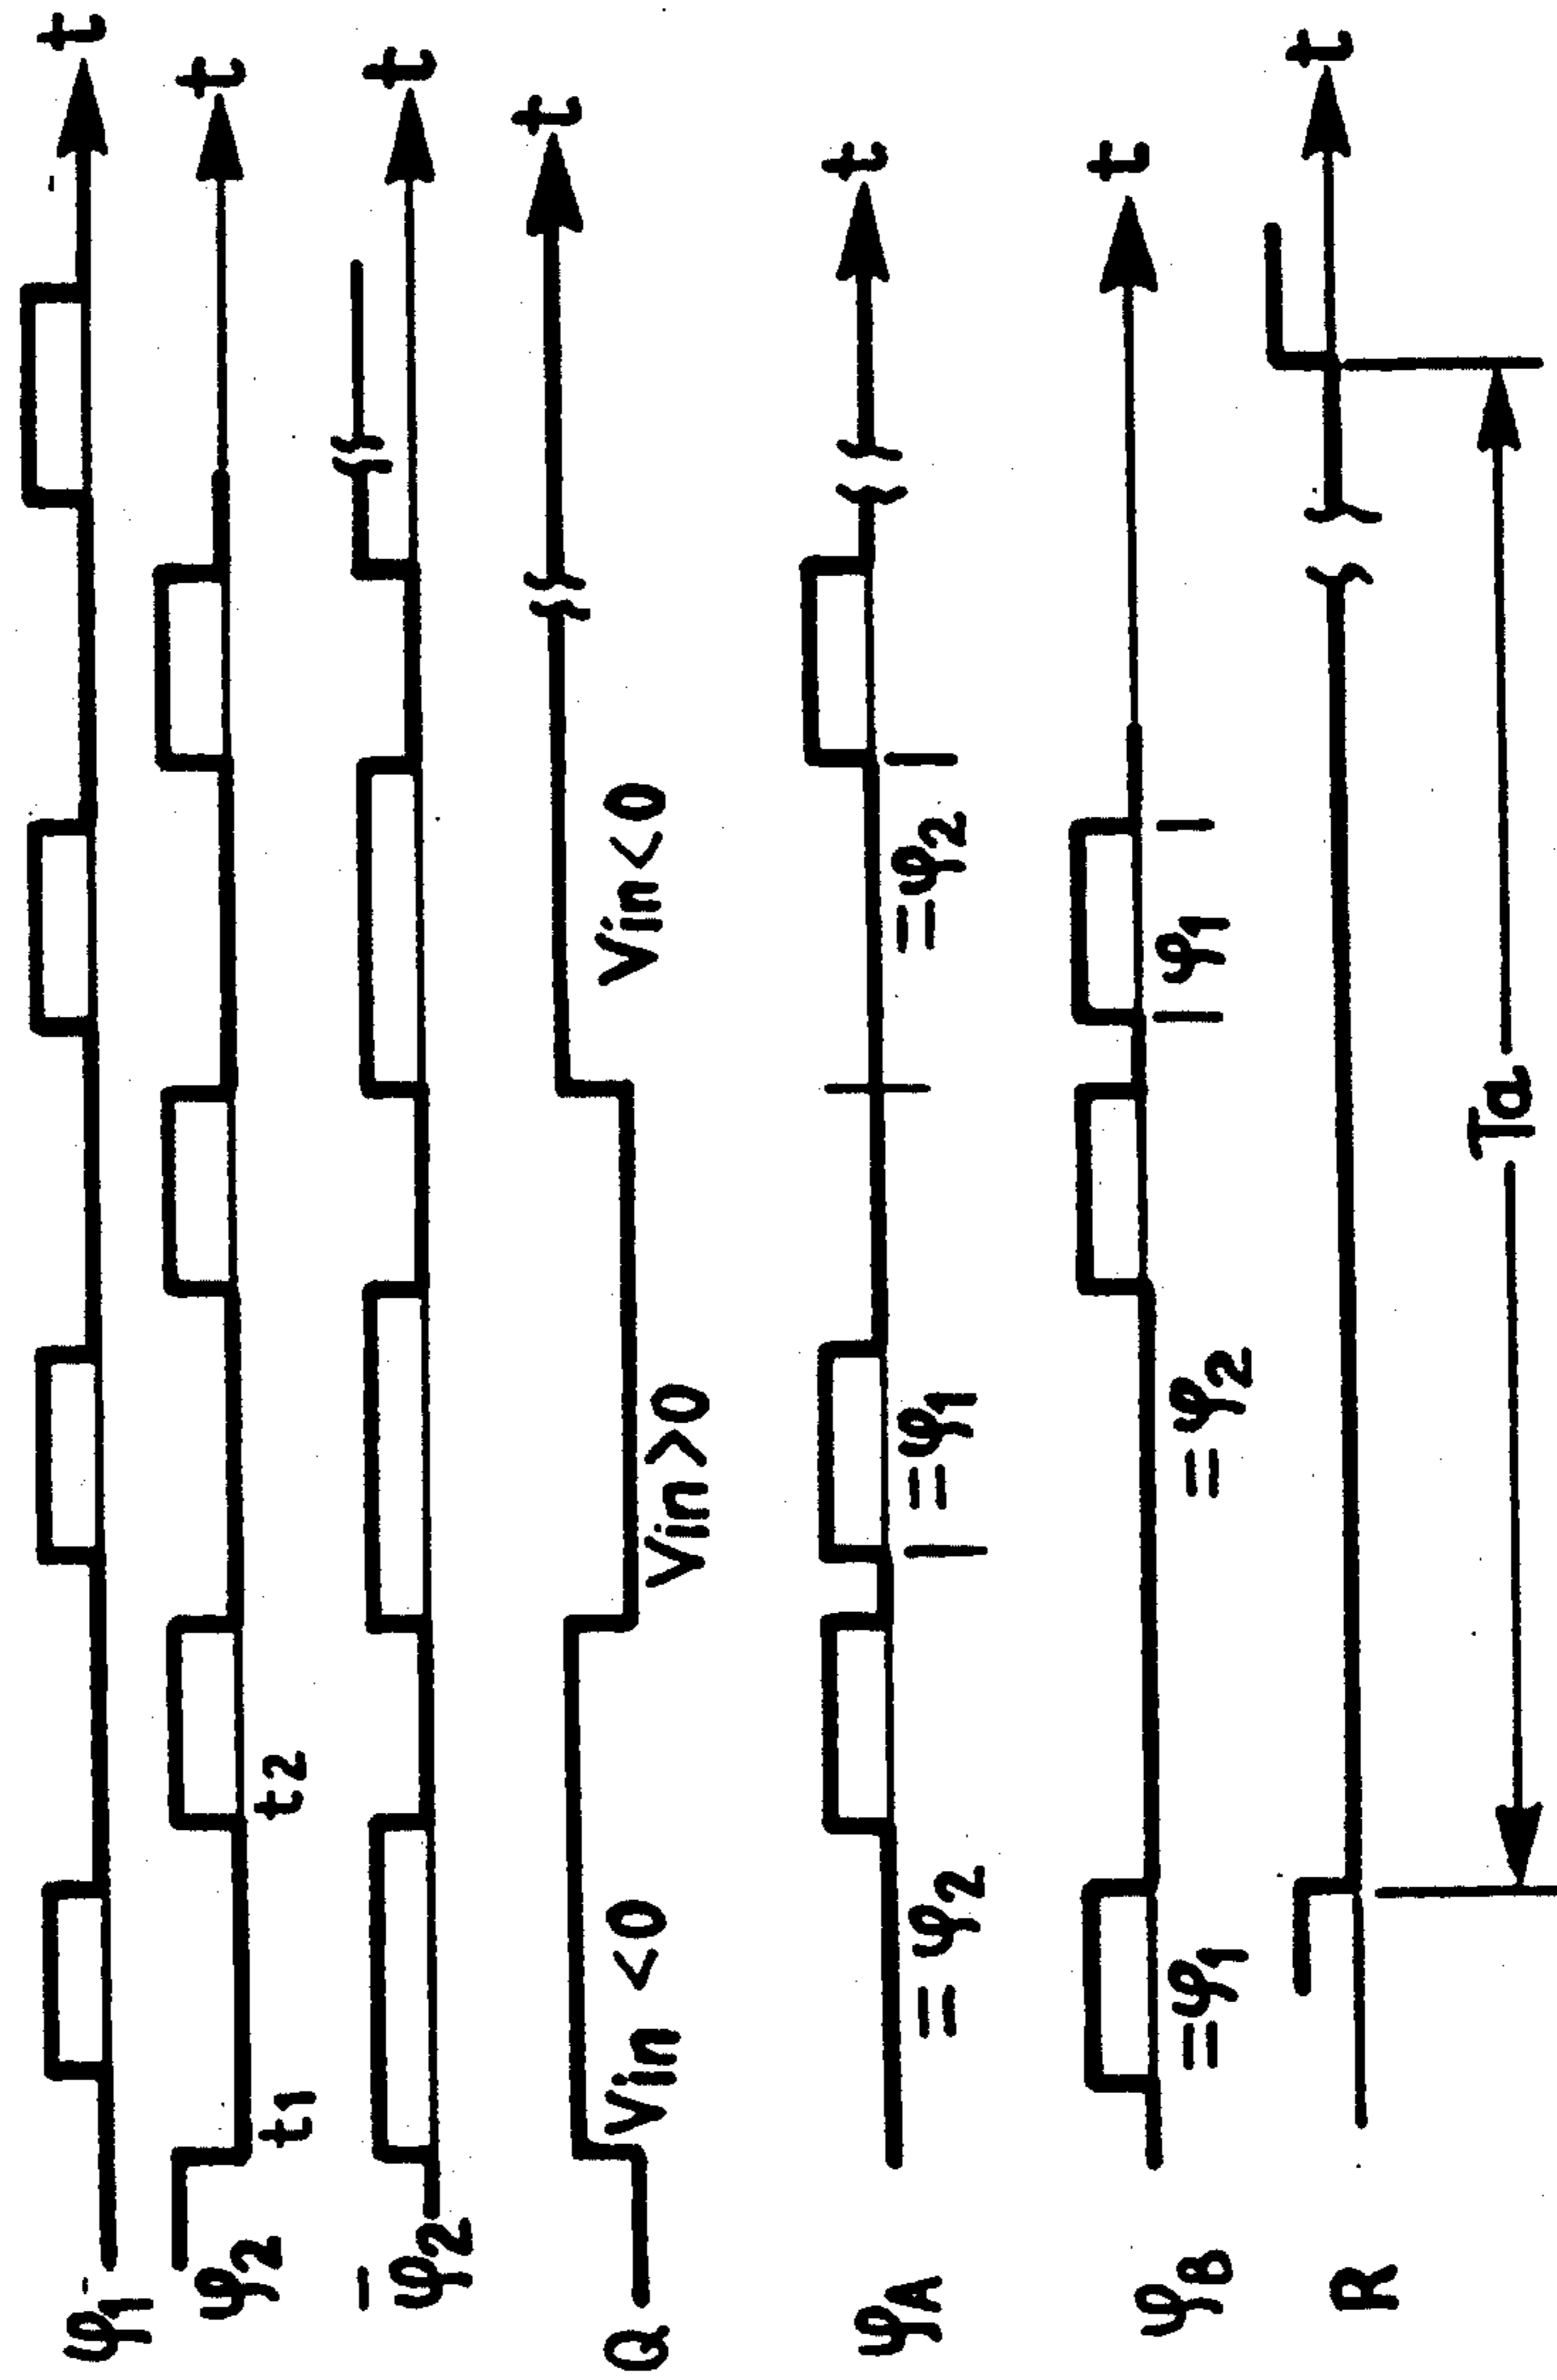 φ1 t
φ2 t1 t2 t
φ̄2 t
Q Vin <0 Vin>0 Vin<0 t
φA =φ2 =φ1 =φ2 t
φB =φ1 =φ2 φ1 t
R t
Ta